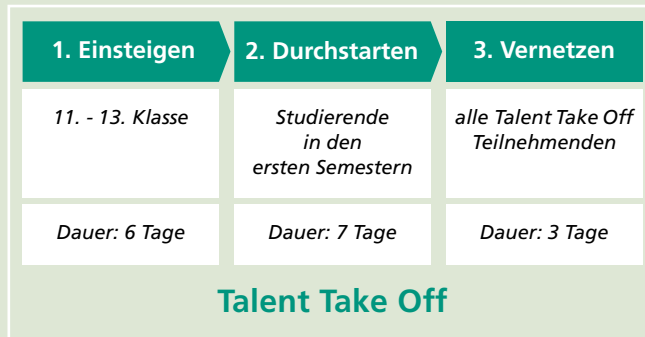 1. Einsteigen
2. Durchstarten
3. Vernetzen
11. - 13. Klasse
Studierende
in den
ersten Semestern
alle Talent Take Off
Teilnehmenden
Dauer: 6 Tage
Dauer: 7 Tage
Dauer: 3 Tage
Talent Take Off